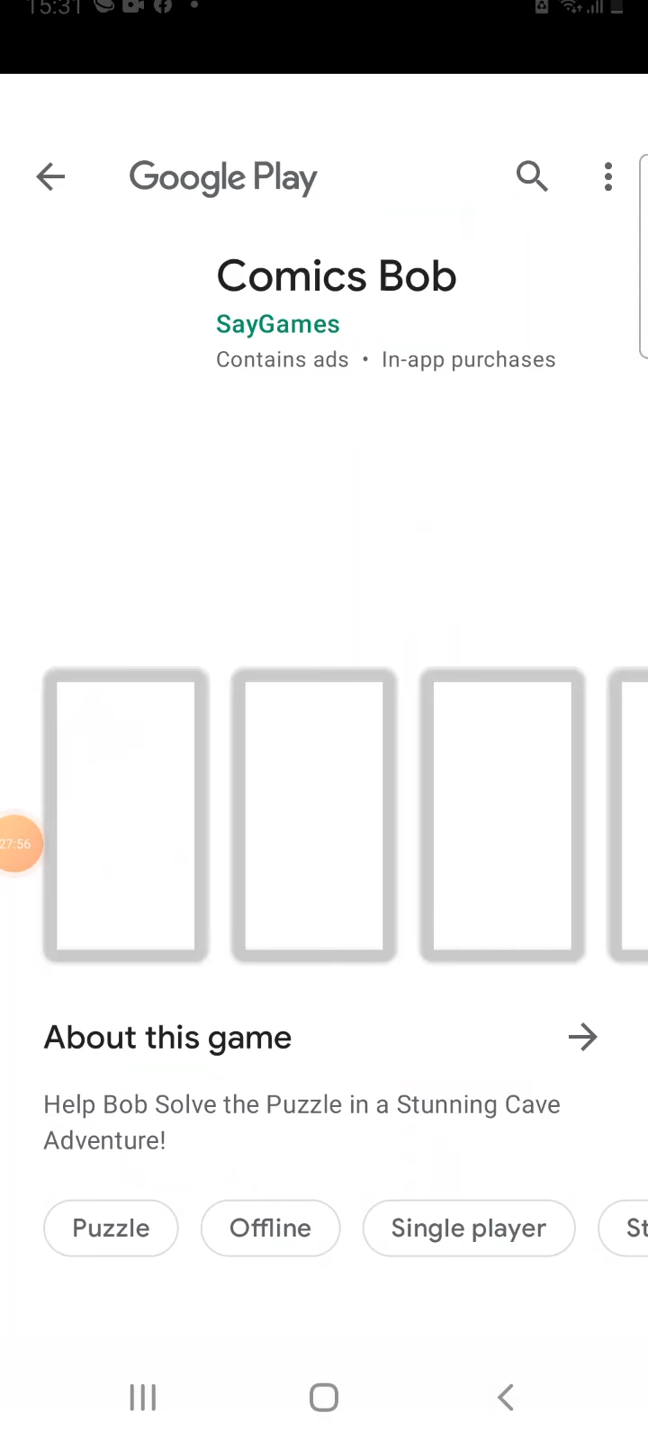 15:31
Google Play
Comics Bob
SayGames
Contains ads • In-app purchases
27:56
About this game
Help Bob Solve the Puzzle in a Stunning Cave
Adventure!
Puzzle Offline Single player St